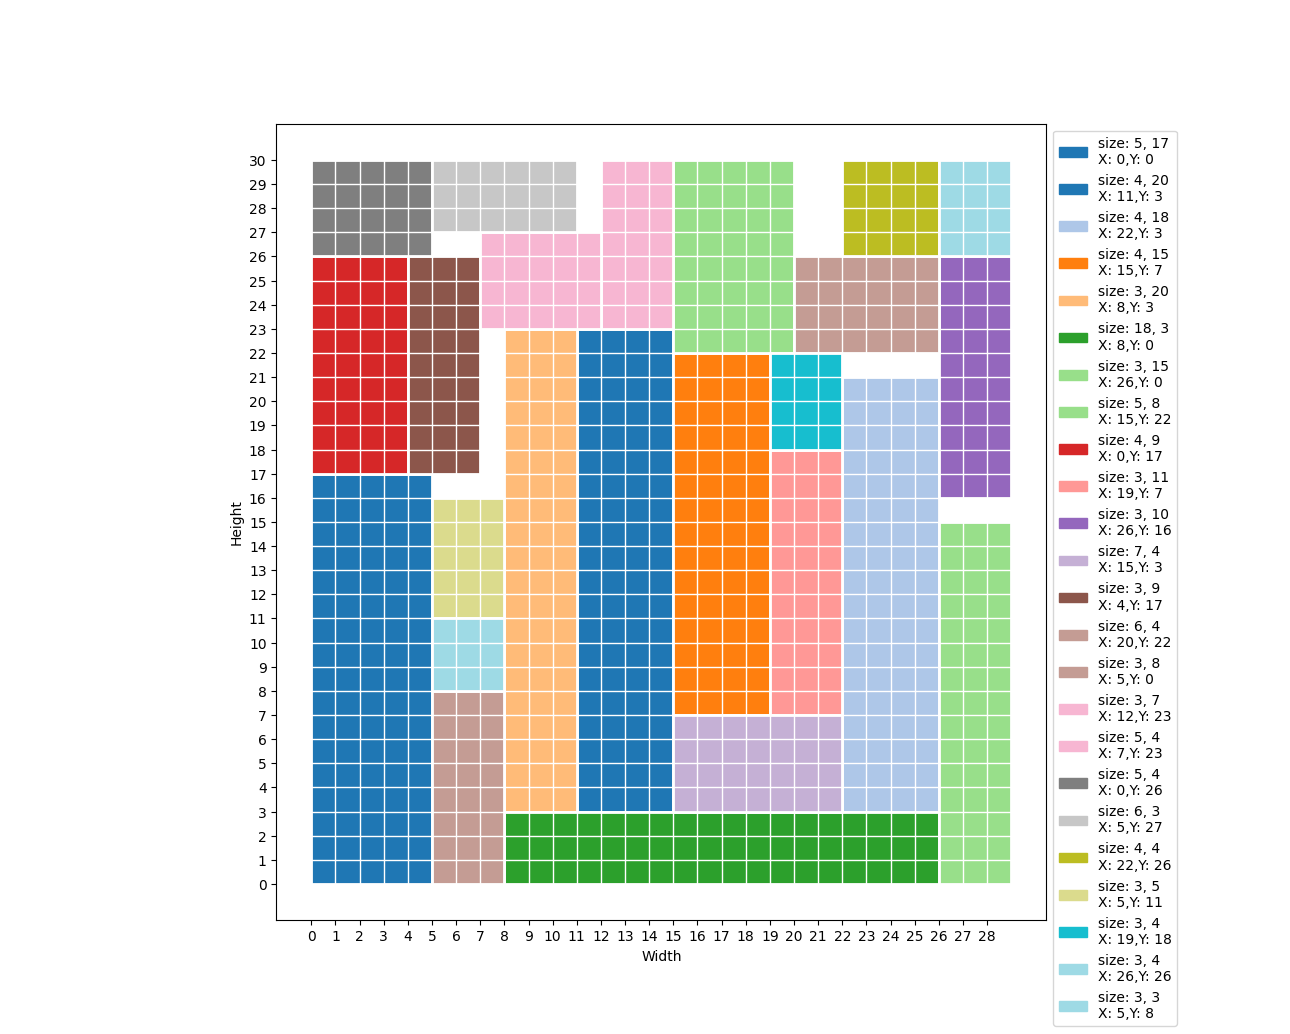 30
29
28
27
26
25
24
23
22
21
20
19
18
17
16
15
14
13
12
11
10
9
8
7
6
5
4
3
2
1
0
Height
0 1 2 3 4 5 6 7 8 9 10 11 12 13 14 15 16 17 18 19 20 21 22 23 24 25 26 27 28
Width
size: 5, 17
X: 0,Y: 0
size: 4, 20
X: 11,Y: 3
size: 4, 18
X: 22,Y: 3
size: 4, 15
X: 15,Y: 7
size: 3, 20
X: 8,Y: 3
size: 18, 3
X: 8,Y: 0
size: 3, 15
X: 26,Y: 0
size: 5, 8
X: 15,Y: 22
size: 4, 9
X: 0,Y: 17
size: 3, 11
X: 19,Y: 7
size: 3, 10
X: 26,Y: 16
size: 7, 4
X: 15,Y: 3
size: 3, 9
X: 4,Y: 17
size: 6, 4
X: 20,Y: 22
size: 3, 8
X: 5,Y: 0
size: 3, 7
X: 12,Y: 23
size: 5, 4
X: 7,Y: 23
size: 5, 4
X: 0,Y: 26
size: 6, 3
X: 5,Y: 27
size: 4, 4
X: 22,Y: 26
size: 3, 5
X: 5,Y: 11
size: 3, 4
X: 19,Y: 18
size: 3, 4
X: 26,Y: 26
size: 3, 3
X: 5,Y: 8